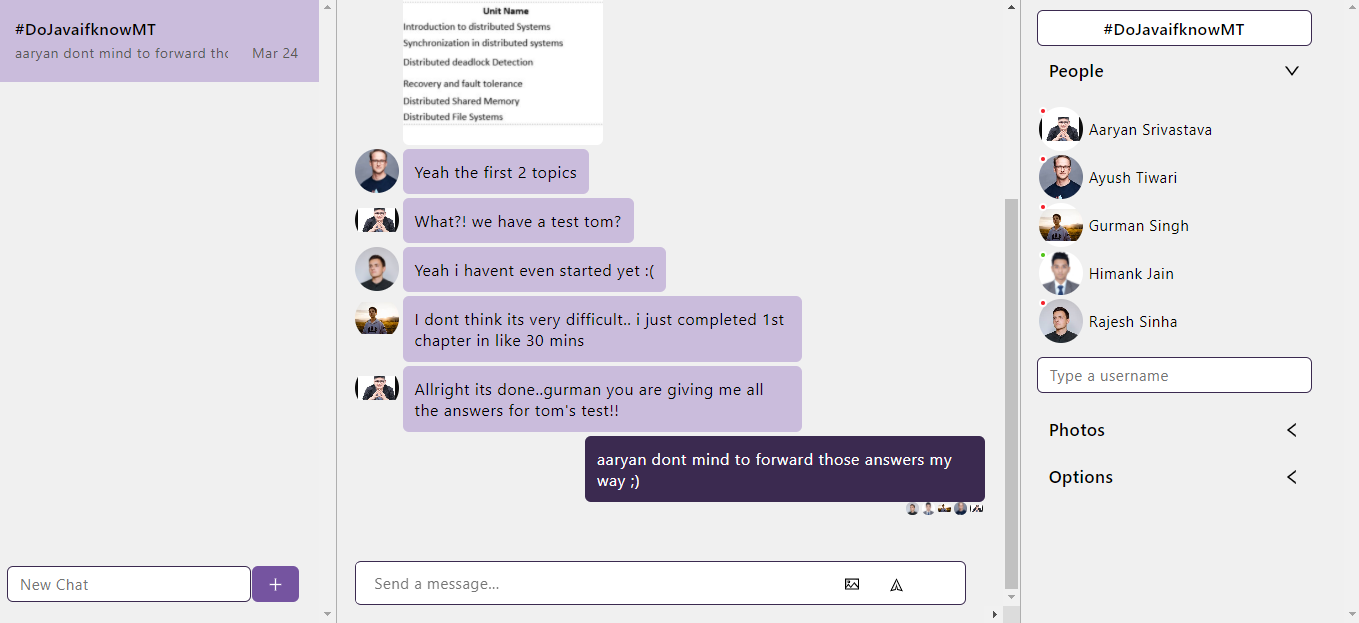 #DoJavaifknowMT
aaryan dont mind to forward tho
Mar 24
New Chat
+
Unit Name
Introduction to distributed Systems
Synchronization in distributed systems
Distributed deadlock Detection
Recovery and fault tolerance
Distributed Shared Memory
Distributed File Systems
Yeah the first 2 topics
What?! we have a test tom?
Yeah i havent even started yet :(
I dont think its very difficult.. i just completed 1st
chapter in like 30 mins
Allright its done..gurman you are giving me all
the answers for tom's test!!
aaryan dont mind to forward those answers my
way ;)
Send a message...
#DoJavaifknowMT
People
Aaryan Srivastava
Ayush Tiwari
Gurman Singh
Himank Jain
Rajesh Sinha
Type a username
Photos
Options